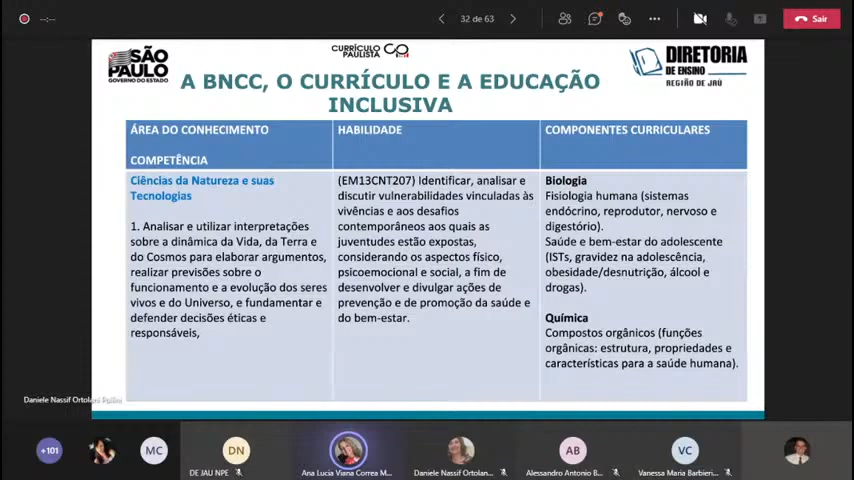 --:--
32 de 63
Sair
SÃO
PAULO
GOVERNO DO ESTADO
CURRÍCULO
PAULISTA
DIRETORIA
DE ENSINO
REGIÃO DE JAÚ
A BNCC, O CURRÍCULO E A EDUCAÇÃO
INCLUSIVA
ÁREA DO CONHECIMENTO
COMPETÊNCIA
HABILIDADE
COMPONENTES CURRICULARES
Ciências da Natureza e suas
Tecnologias
1. Analisar e utilizar interpretações
sobre a dinâmica da Vida, da Terra e
do Cosmos para elaborar argumentos,
realizar previsões sobre o
funcionamento e a evolução dos seres
vivos e do Universo, e fundamentar e
defender decisões éticas e
responsáveis,
(EM13CNT207) Identificar, analisar e
discutir vulnerabilidades vinculadas às
vivências e aos desafios
contemporâneos aos quais as
juventudes estão expostas,
considerando os aspectos físico,
psicoemocional e social, a fim de
desenvolver e divulgar ações de
prevenção e de promoção da saúde e
do bem-estar.
Biologia
Fisiologia humana (sistemas
endócrino, reprodutor, nervoso e
digestório).
Saúde e bem-estar do adolescente
(ISTs, gravidez na adolescência,
obesidade/desnutrição, álcool e
drogas).
Química
Compostos orgânicos (funções
orgânicas: estrutura, propriedades e
características para a saúde humana).
Daniele Nassif Ortolani
+101
MC
DN
AB
VC
DE JAU NPE
Ana Lucia Viana Correa M...
Daniele Nassif Ortolan...
Alessandro Antonio B...
Vanessa Maria Barbieri...